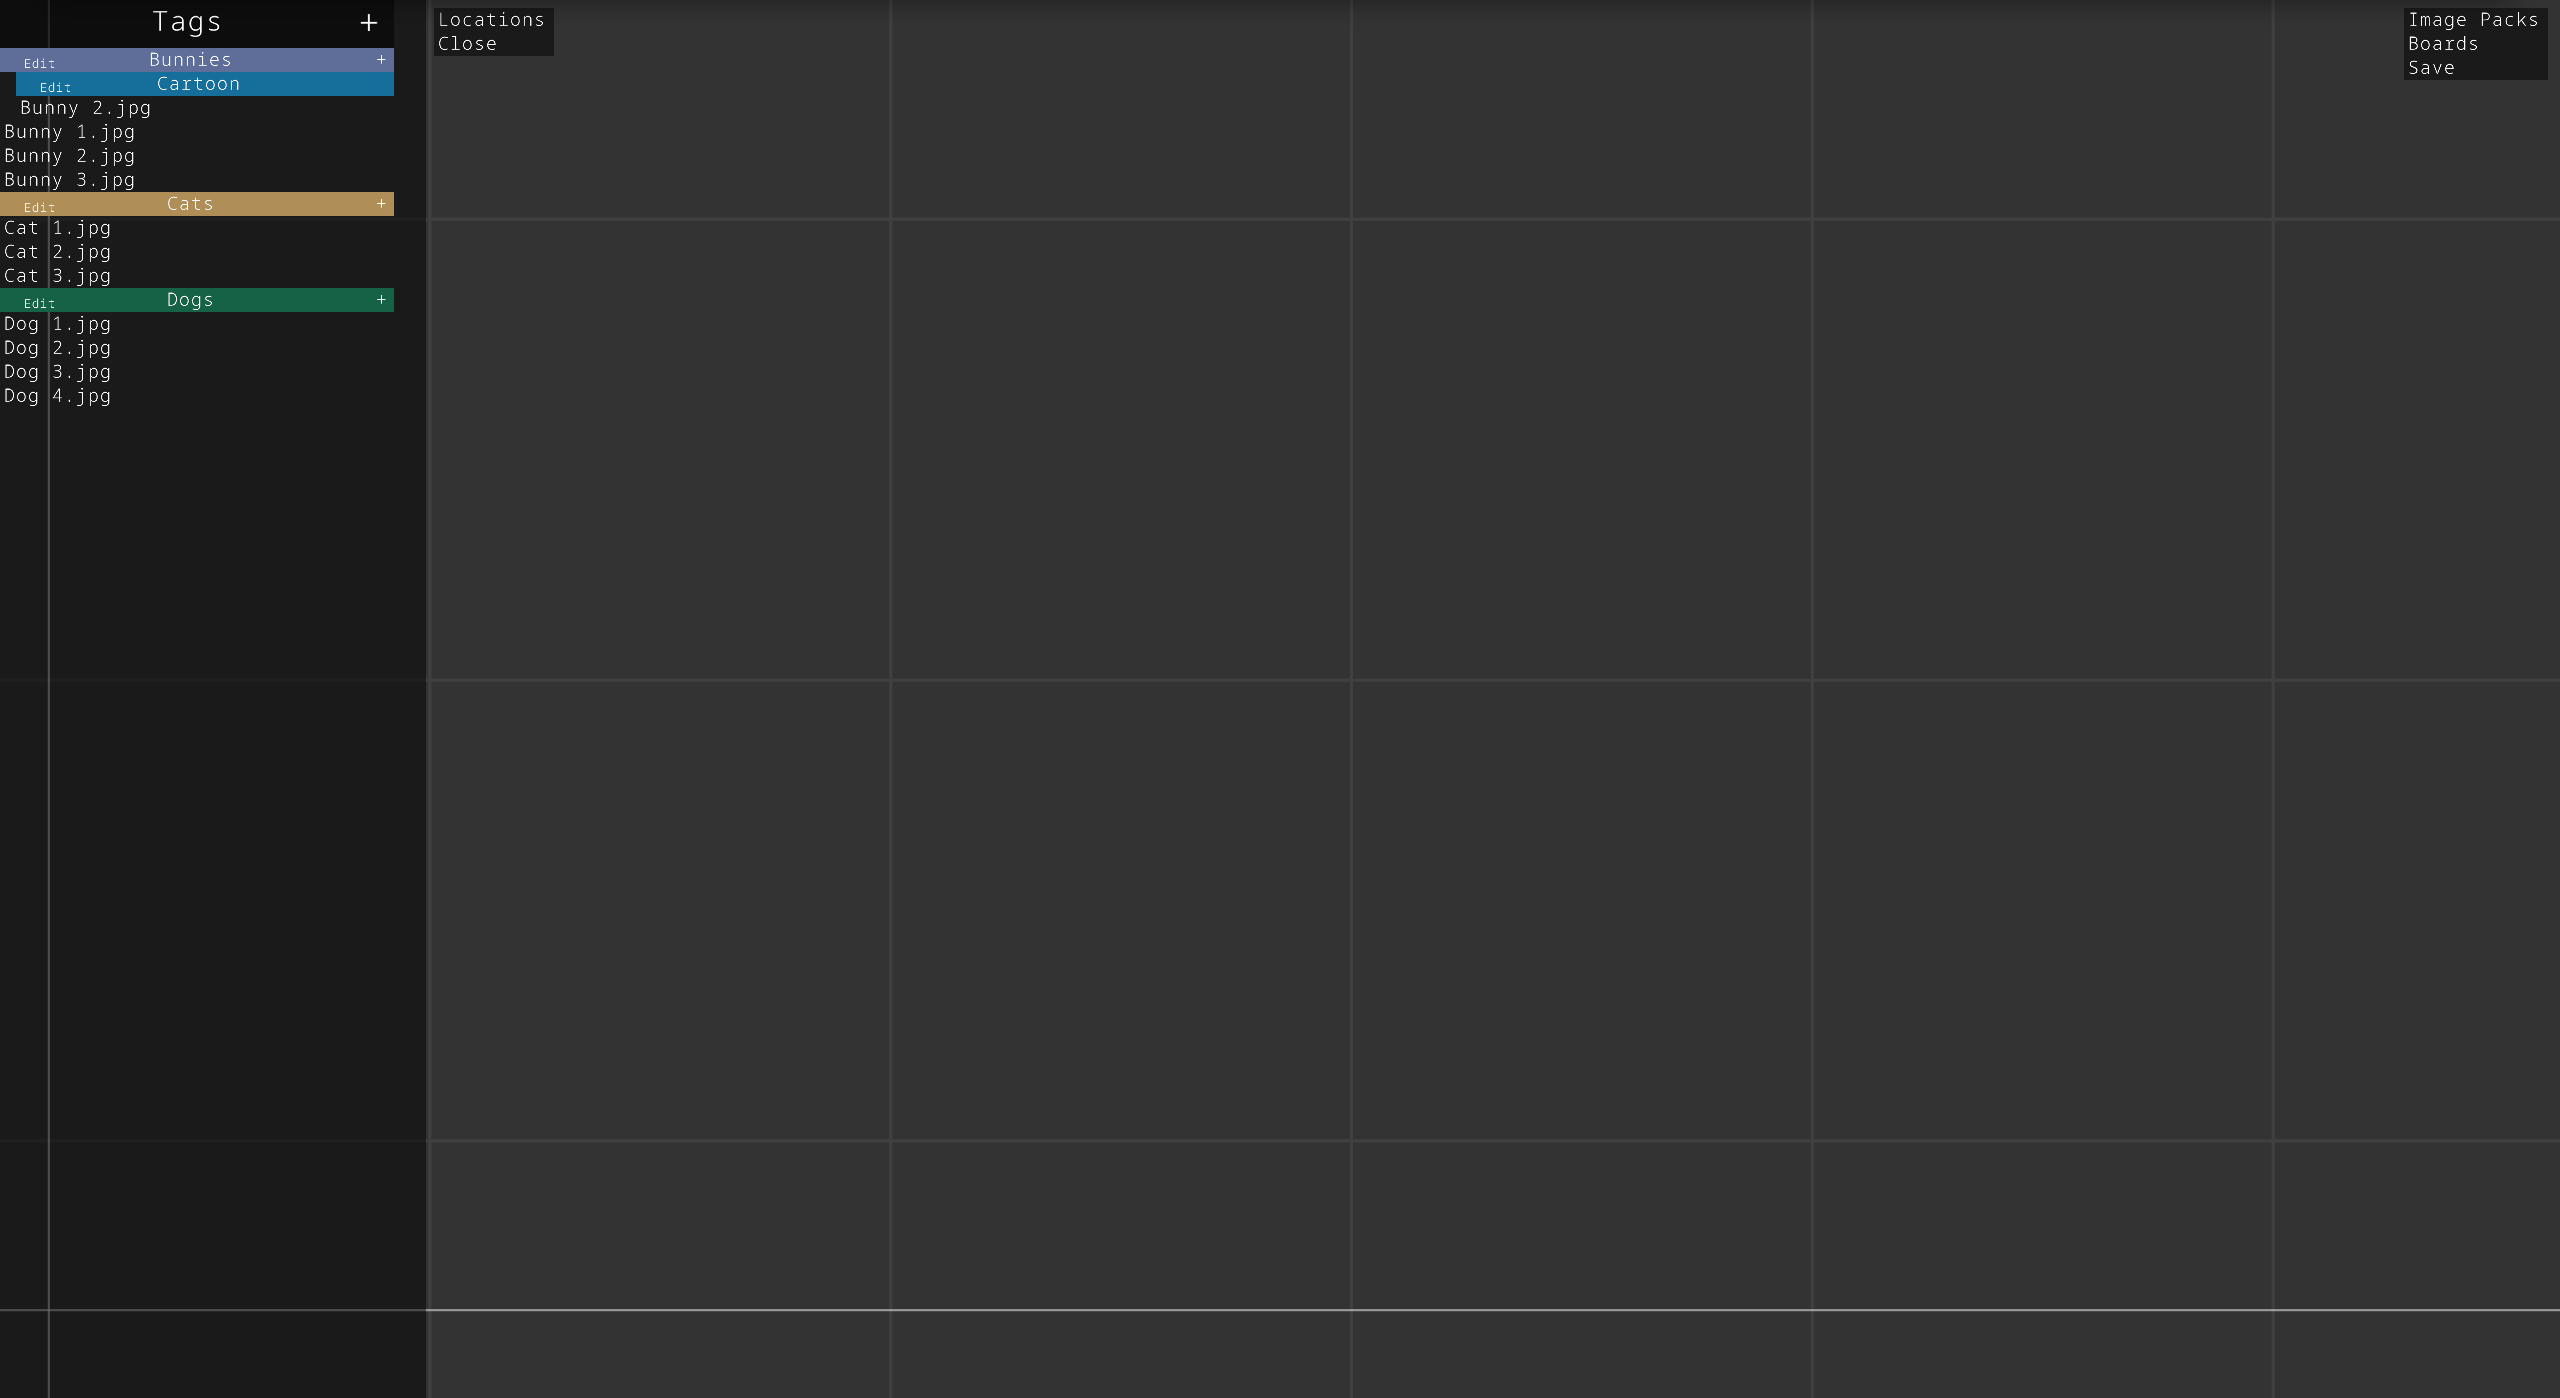 Tags +
Edit Bunnies +
Edit Cartoon
Bunny 2.jpg
Bunny 1.jpg
Bunny 2.jpg
Bunny 3.jpg
Edit Cats +
Cat 1.jpg
Cat 2.jpg
Cat 3.jpg
Edit Dogs +
Dog 1.jpg
Dog 2.jpg
Dog 3.jpg
Dog 4.jpg
Locations
Close
Image Packs
Boards
Save